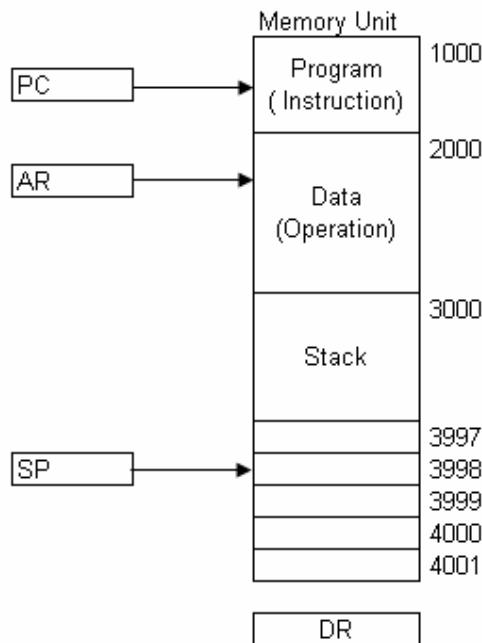 Memory Unit
1000
PC
Program
( Instruction)
2000
AR
Data
(Operation)
3000
Stack
3997
SP
3998
3999
4000
4001
DR